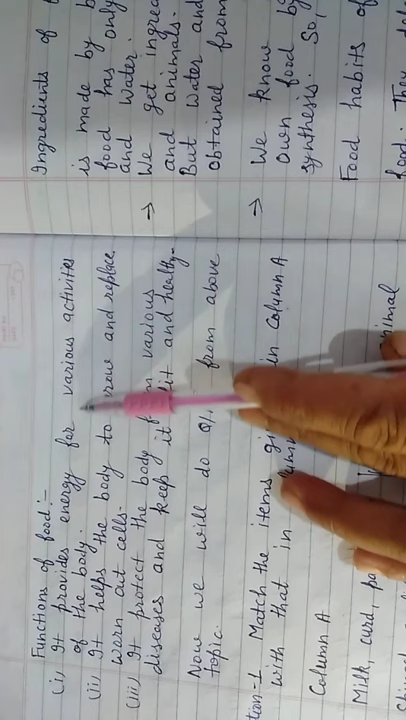 Functions of food:-
(i) It provides energy for various activities
of the body.
(ii) It helps the body to and replace
worn out cells.
(iii) It protect the body various
diseases and keep it fit and healthy.
Now we will do Q/ from above
topic.
Match the items in Column A
with that in
Column A
Milk, curd,
Ingredients of
is made by
food has only
and water.
→ We get
and animals.
But water and
obtained from
→ We know
own food by
synthesis. So,
Food habits of
food. They